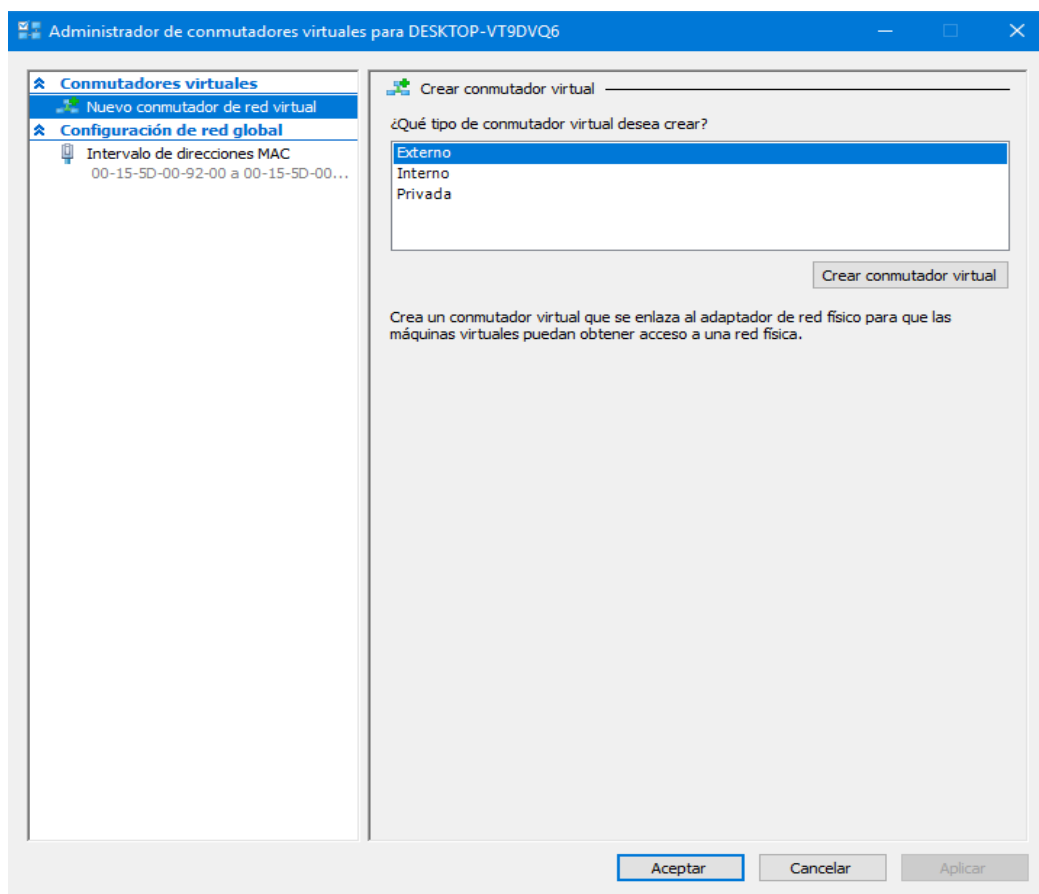 Administrador de conmutadores virtuales para DESKTOP-VT9DVQ6
Conmutadores virtuales
Nuevo conmutador de red virtual
Configuración de red global
Intervalo de direcciones MAC
00-15-5D-00-92-00 a 00-15-5D-00...
Crear conmutador virtual
¿Qué tipo de conmutador virtual desea crear?
Externo
Interno
Privada
Crear conmutador virtual
Crea un conmutador virtual que se enlaza al adaptador de red físico para que las
máquinas virtuales puedan obtener acceso a una red física.
Aceptar
Cancelar
Aplicar